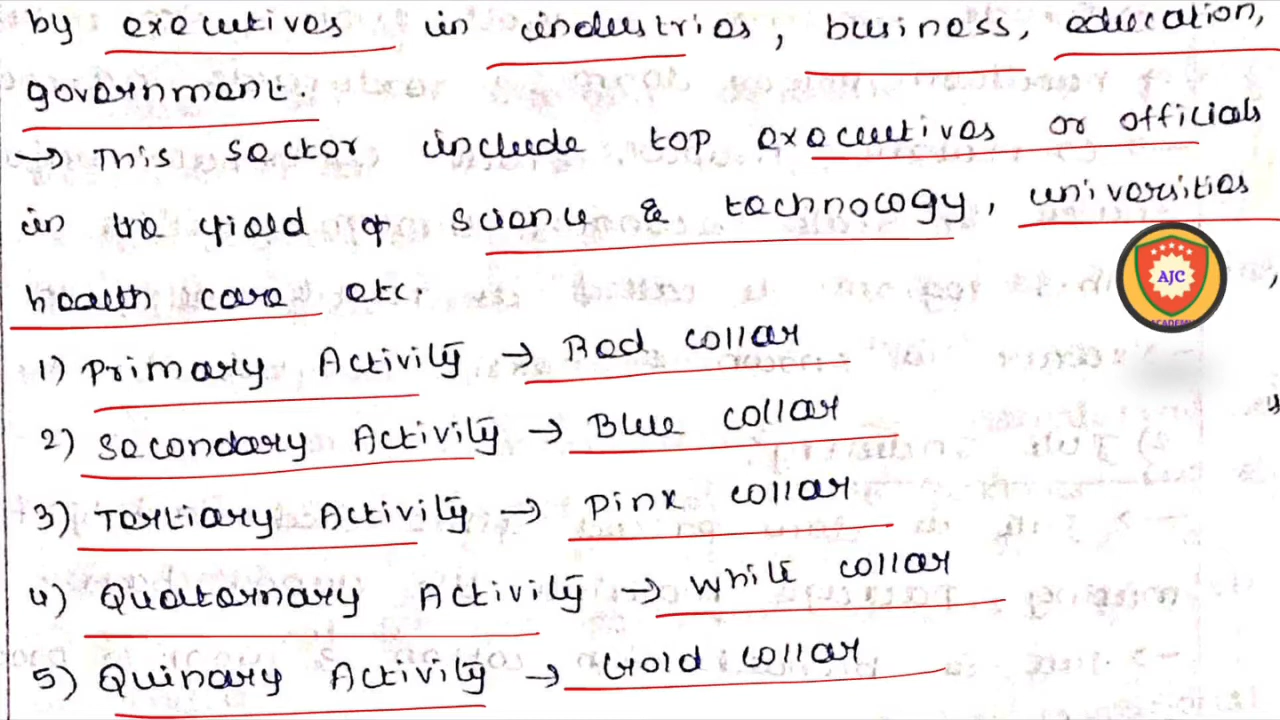 by executives in industries, business, education,
government.
→ This sector include top executives or officials
in the field of science & technology, universities
health care etc.
1) Primary Activity → Red collar
2) Secondary Activity → Blue collar
3) Tertiary Activity → Pink collar
4) Quaternary Activity → White collar
5) Quinary Activity → Gold collar
AJC
ACADEMY